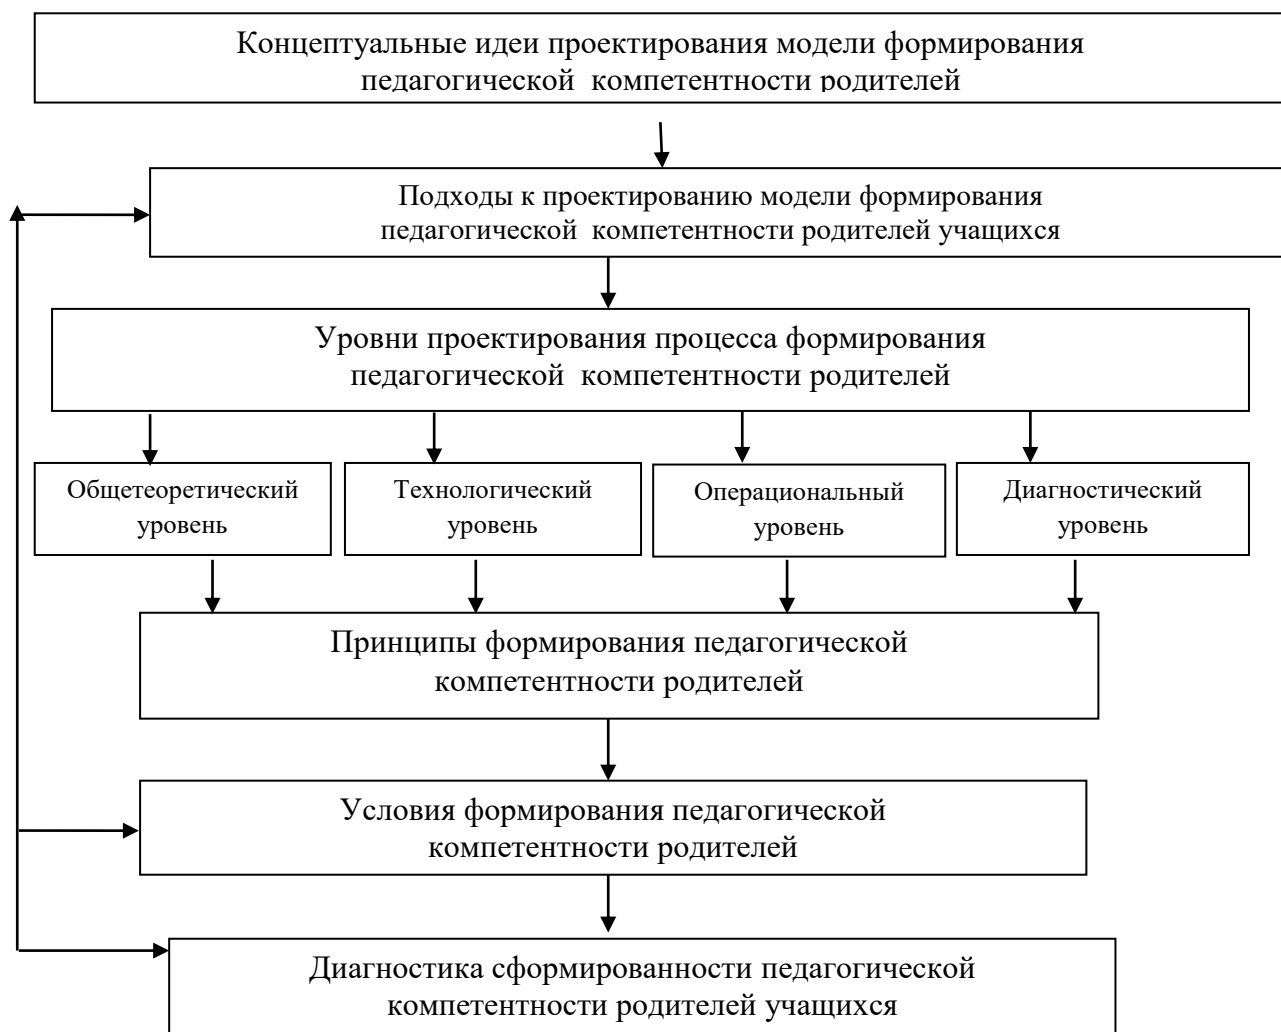 Концептуальные идеи проектирования модели формирования
педагогической компетентности родителей
Подходы к проектированию модели формирования
педагогической компетентности родителей учащихся
Уровни проектирования процесса формирования
педагогической компетентности родителей
Общетеоретический
уровень
Технологический
уровень
Операциональный
уровень
Диагностический
уровень
Принципы формирования педагогической
компетентности родителей
Условия формирования педагогической
компетентности родителей
Диагностика сформированности педагогической
компетентности родителей учащихся